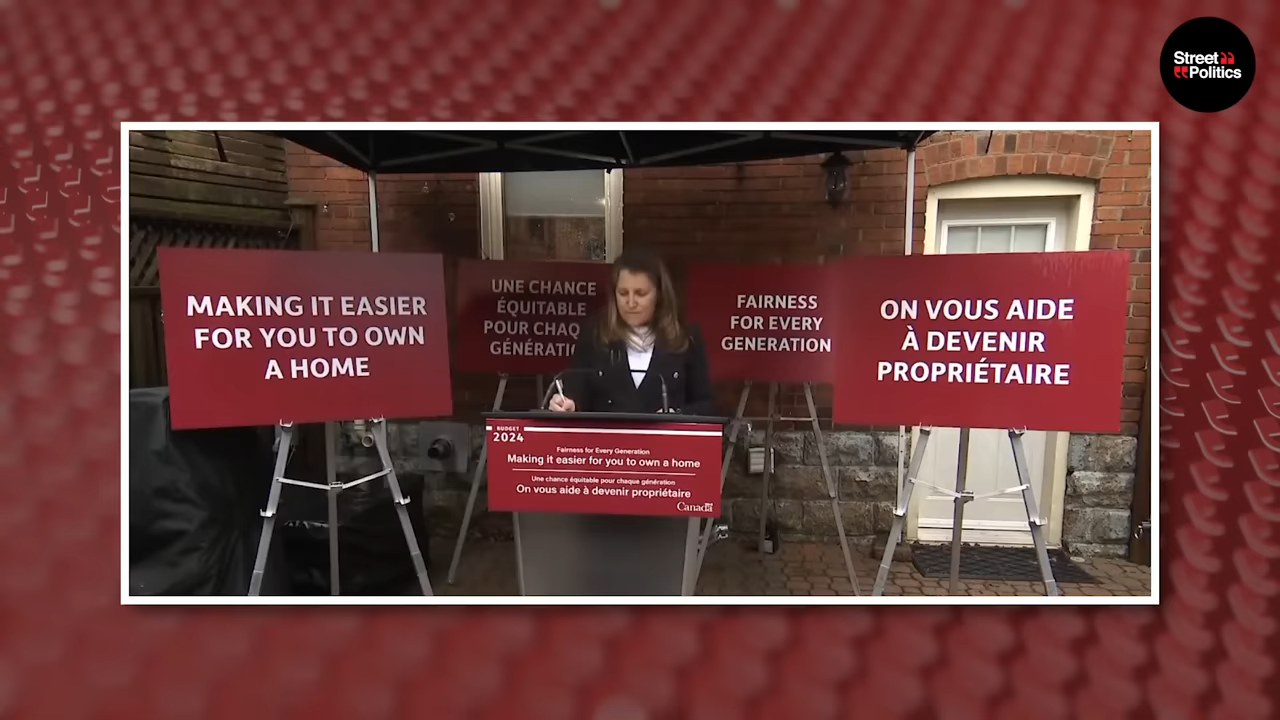 Street
Politics
MAKING IT EASIER
FOR YOU TO OWN
A HOME
UNE CHANCE
ÉQUITABLE
POUR
FAIRNESS
FOR EVERY
GENERATION
ON VOUS AIDE
À DEVENIR
PROPRIÉTAIRE
BUDGET
2024
Fairness for Every Generation
Making it easier for you to own a home
Une chance équitable pour chaque génération
On vous aide à devenir propriétaire
Canada